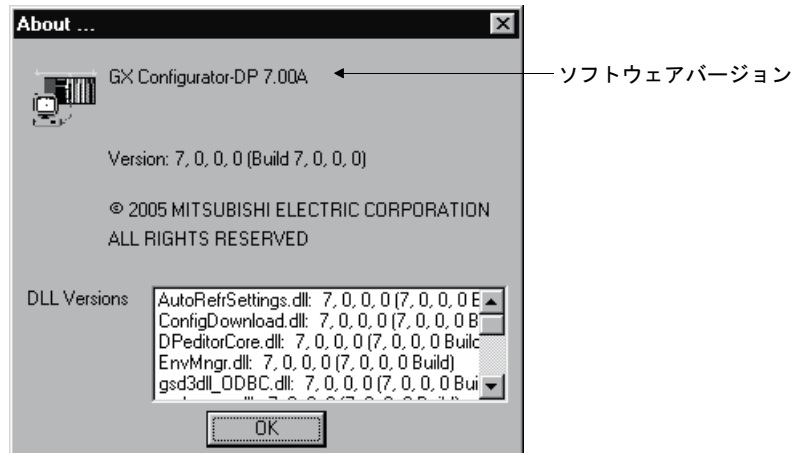 About ...
GX Configurator-DP 7.00A
ソフトウェアバージョン
Version: 7, 0, 0, 0 (Build 7, 0, 0, 0)
© 2005 MITSUBISHI ELECTRIC CORPORATION
ALL RIGHTS RESERVED
DLL Versions
AutoRefrSettings.dll: 7, 0, 0, 0 (7, 0, 0, 0 B
ConfigDownload.dll: 7, 0, 0, 0 (7, 0, 0, 0 B
DPeditorCore.dll: 7, 0, 0, 0 (7, 0, 0, 0 Build
EnvMngr.dll: 7, 0, 0, 0 (7, 0, 0, 0 Build)
gsd3dll_ODBC.dll: 7, 0, 0, 0 (7, 0, 0, 0 Bui
OK